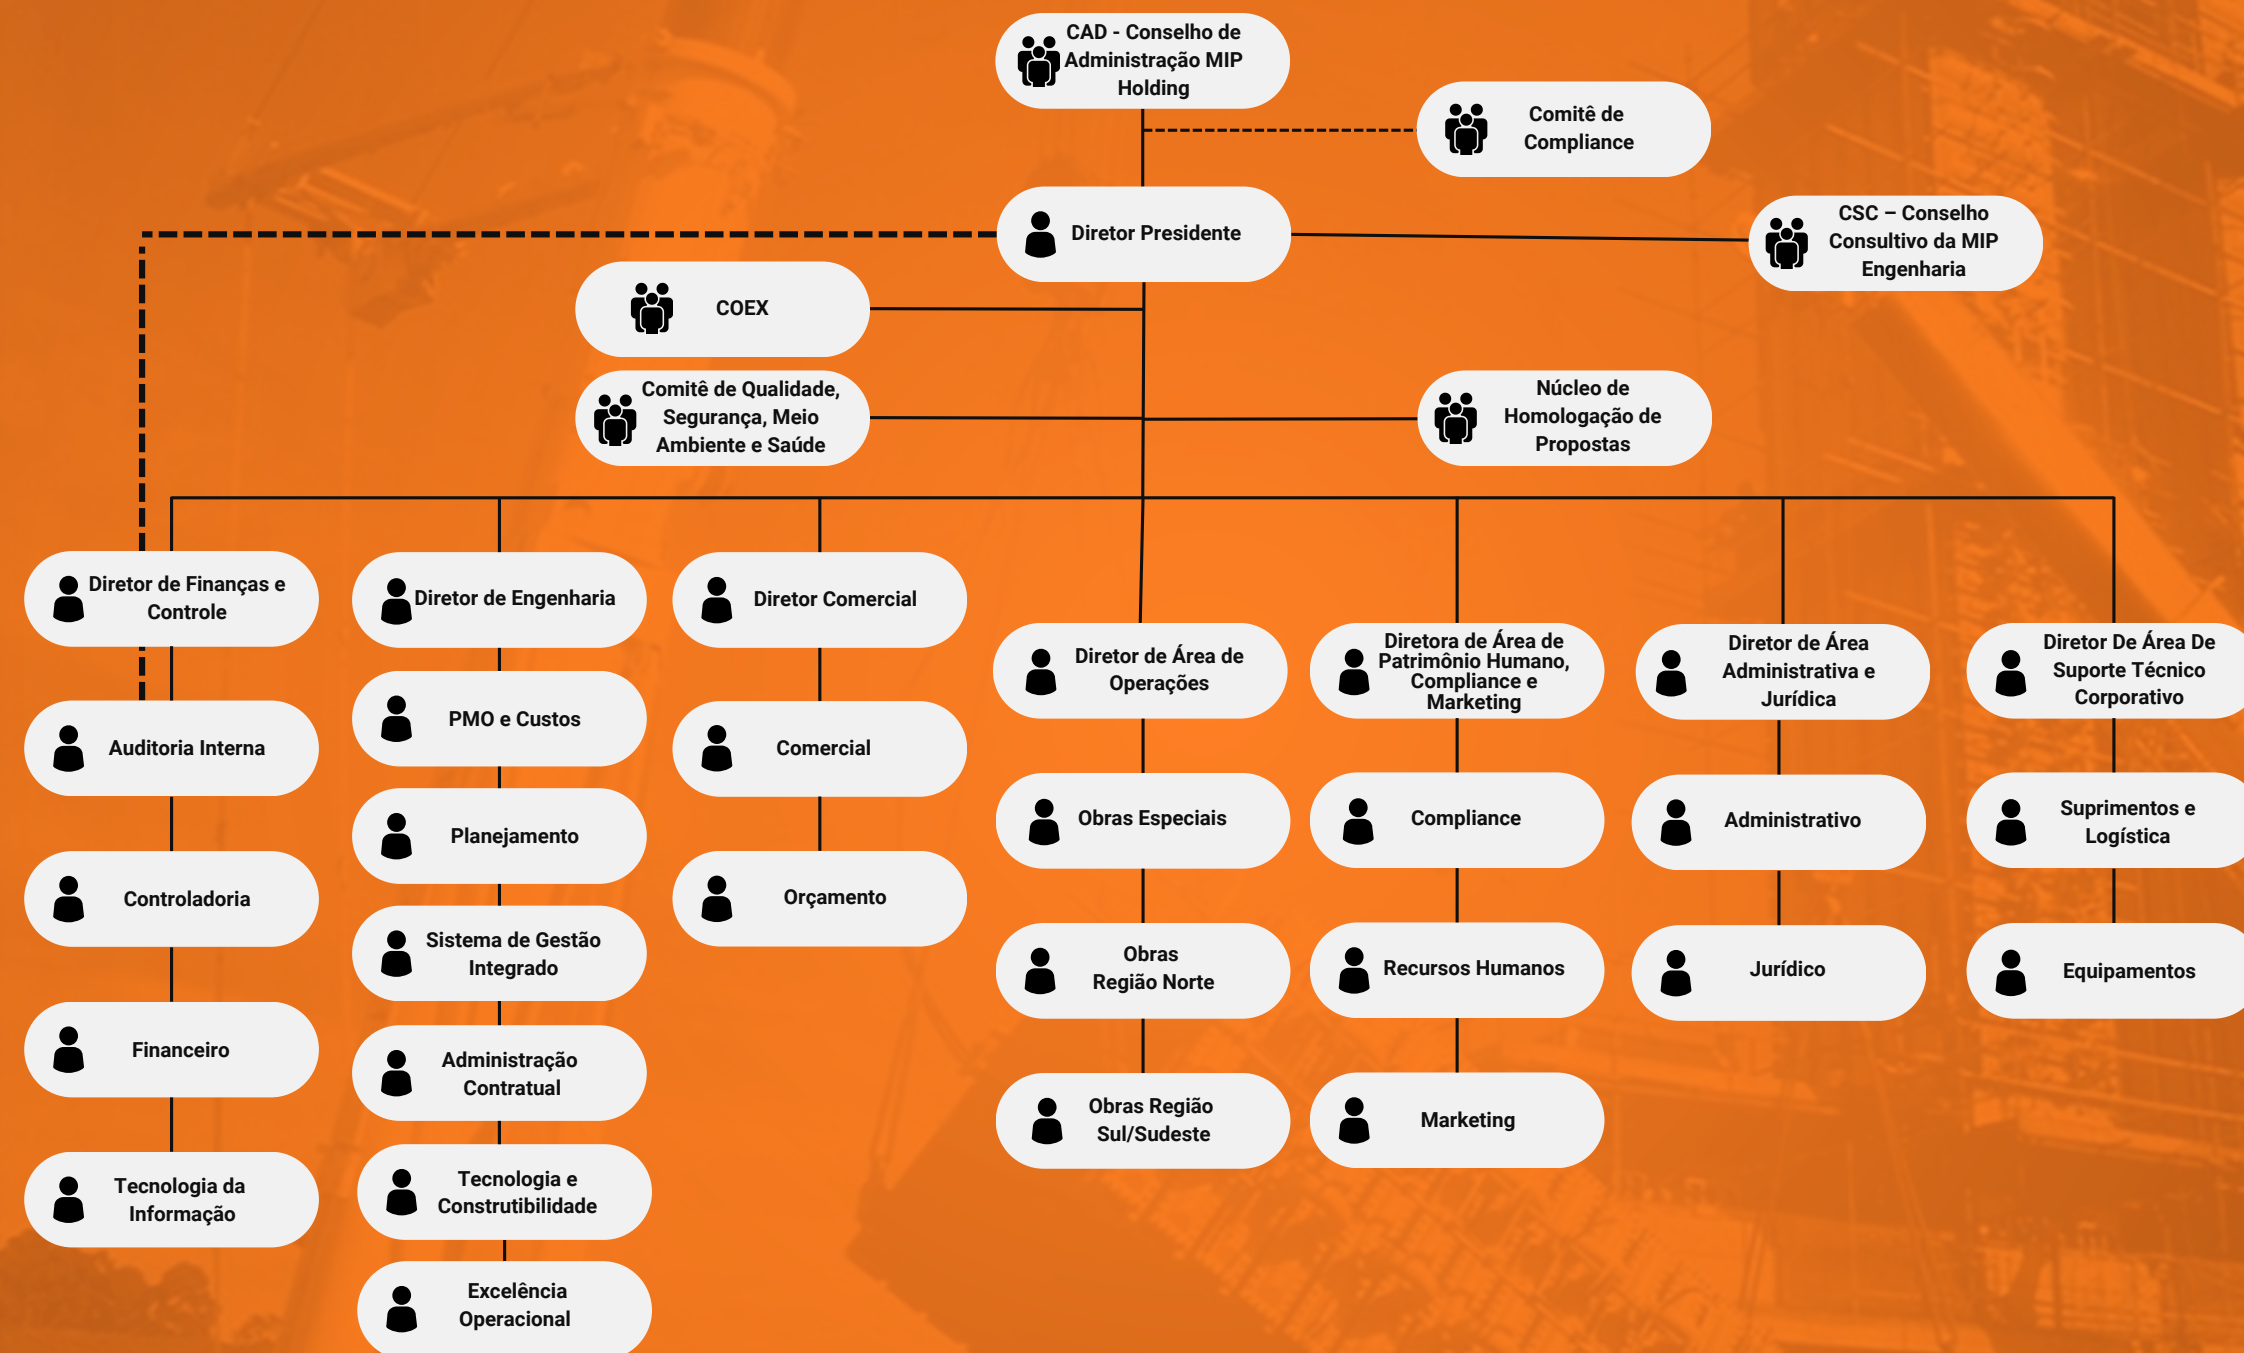 CAD - Conselho de
Administração MIP
Holding
Comitê de
Compliance
Diretor Presidente
CSC – Conselho
Consultivo da MIP
Engenharia
COEX
Comitê de Qualidade,
Segurança, Meio
Ambiente e Saúde
Núcleo de
Homologação de
Propostas
Diretor de Finanças e
Controle
Auditoria Interna
Controladoria
Financeiro
Tecnologia da
Informação
Diretor de Engenharia
PMO e Custos
Planejamento
Sistema de Gestão
Integrado
Administração
Contratual
Tecnologia e
Construtibilidade
Excelência
Operacional
Diretor Comercial
Comercial
Orçamento
Diretor de Área de
Operações
Obras Especiais
Obras
Região Norte
Obras Região
Sul/Sudeste
Diretora de Área de
Patrimônio Humano,
Compliance e
Marketing
Compliance
Recursos Humanos
Marketing
Diretor de Área
Administrativa e
Jurídica
Administrativo
Jurídico
Diretor De Área De
Suporte Técnico
Corporativo
Suprimentos e
Logística
Equipamentos